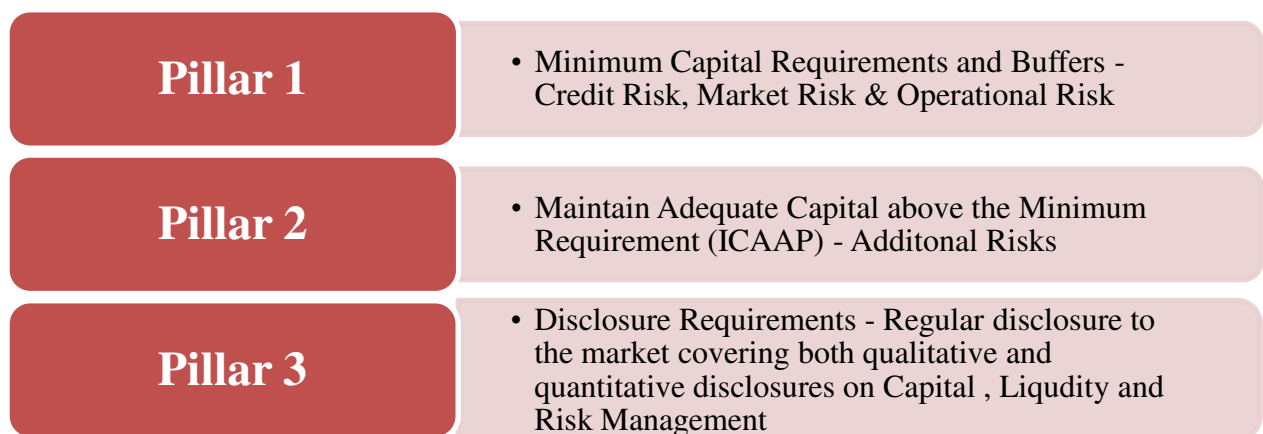 Pillar 1
• Minimum Capital Requirements and Buffers -
Credit Risk, Market Risk & Operational Risk
Pillar 2
• Maintain Adequate Capital above the Minimum
Requirement (ICAAP) - Additonal Risks
Pillar 3
• Disclosure Requirements - Regular disclosure to
the market covering both qualitative and
quantitative disclosures on Capital , Liqudity and
Risk Management